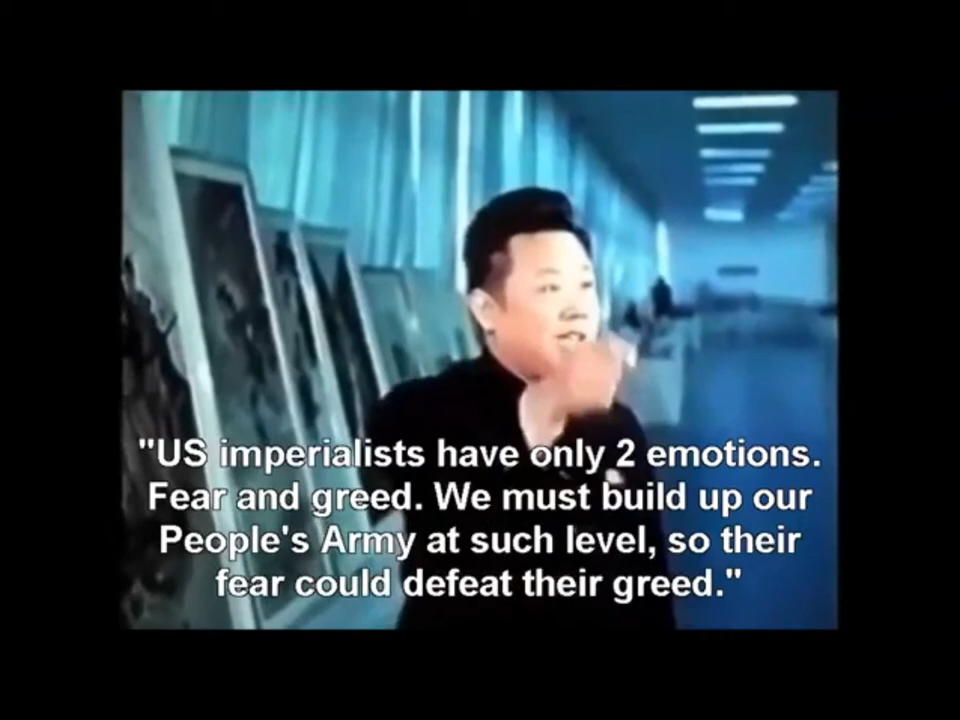 "US imperialists have only 2 emotions.
Fear and greed. We must build up our
People's Army at such level, so their
fear could defeat their greed."